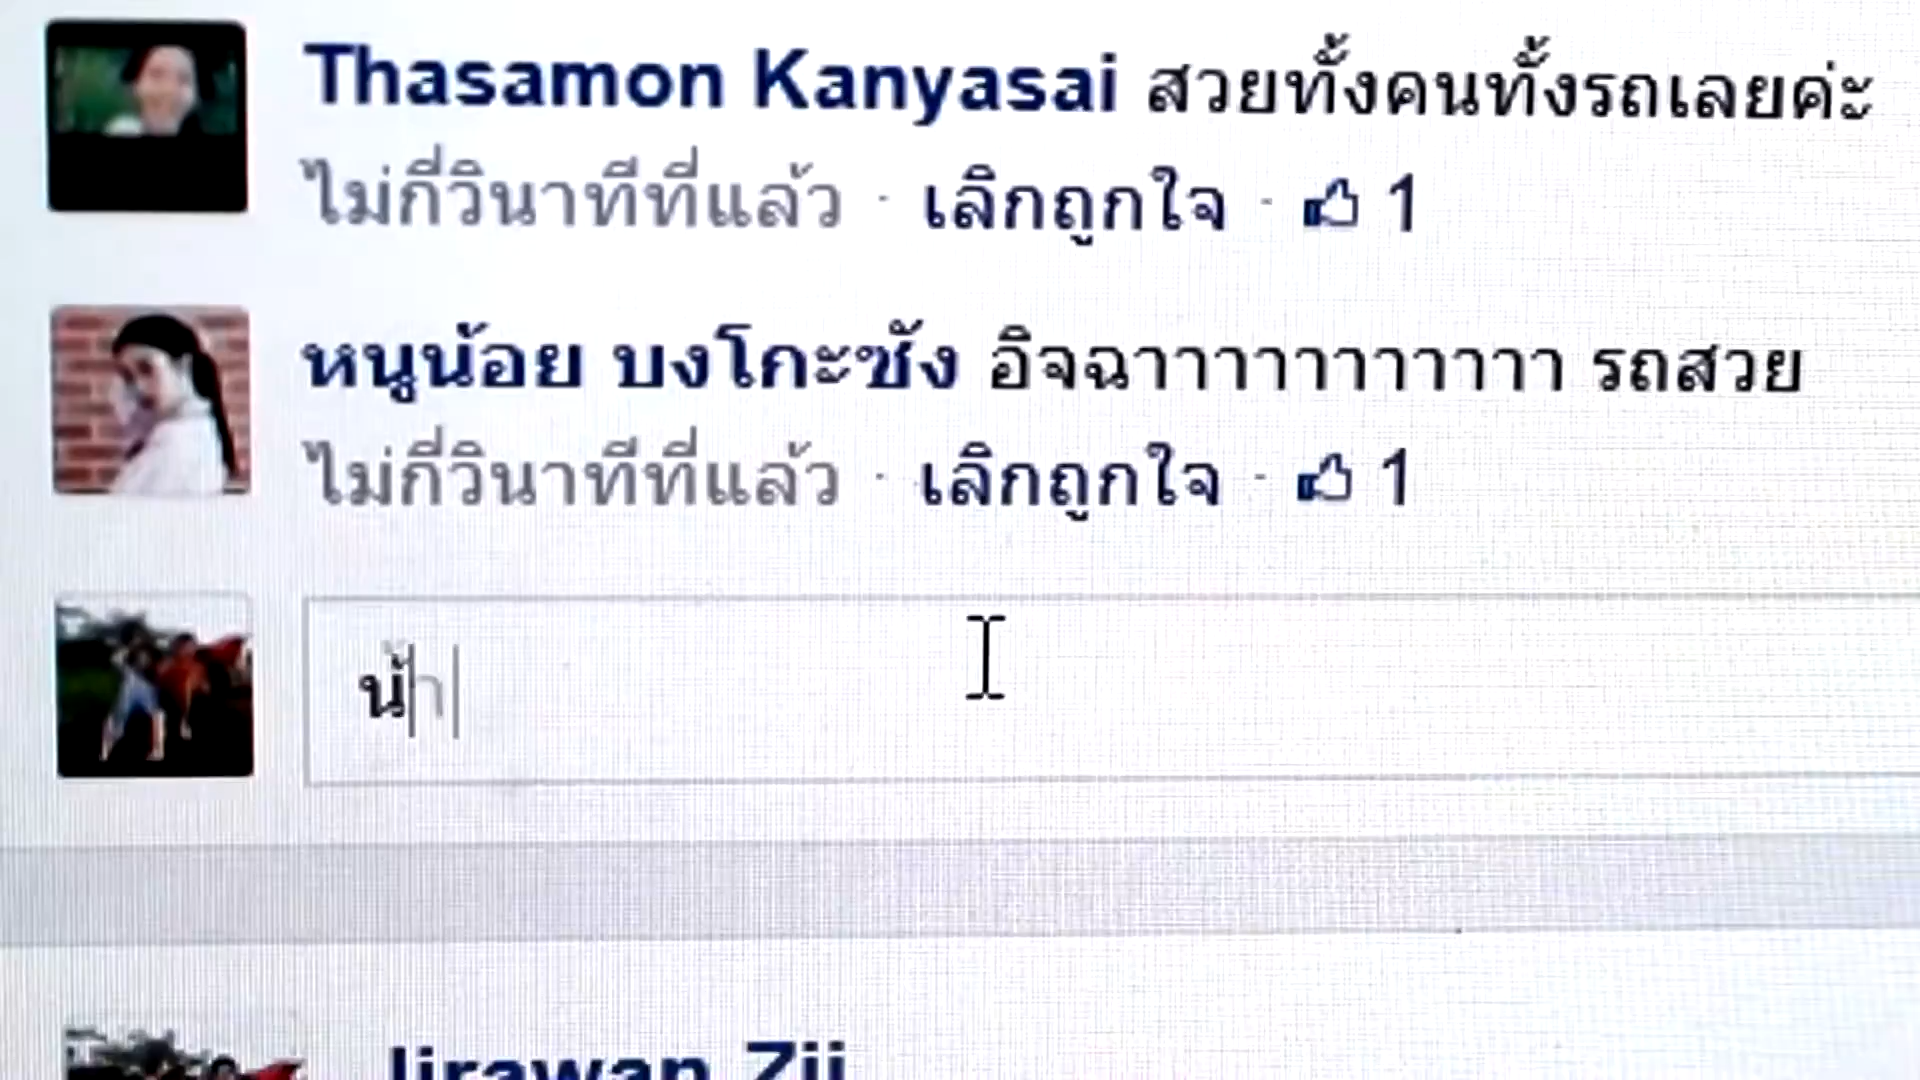 Thasamon Kanyasai สวยทั้งคนทั้งรถเลยค่ะ
ไม่กี่วินาทีที่แล้ว · เลิกถูกใจ · 1
หนูน้อย บงโกะซัง อิจฉาาาาาาาาาาาา รถสวย
ไม่กี่วินาทีที่แล้ว · เลิกถูกใจ · 1
น้ำ
Jirawan Zii